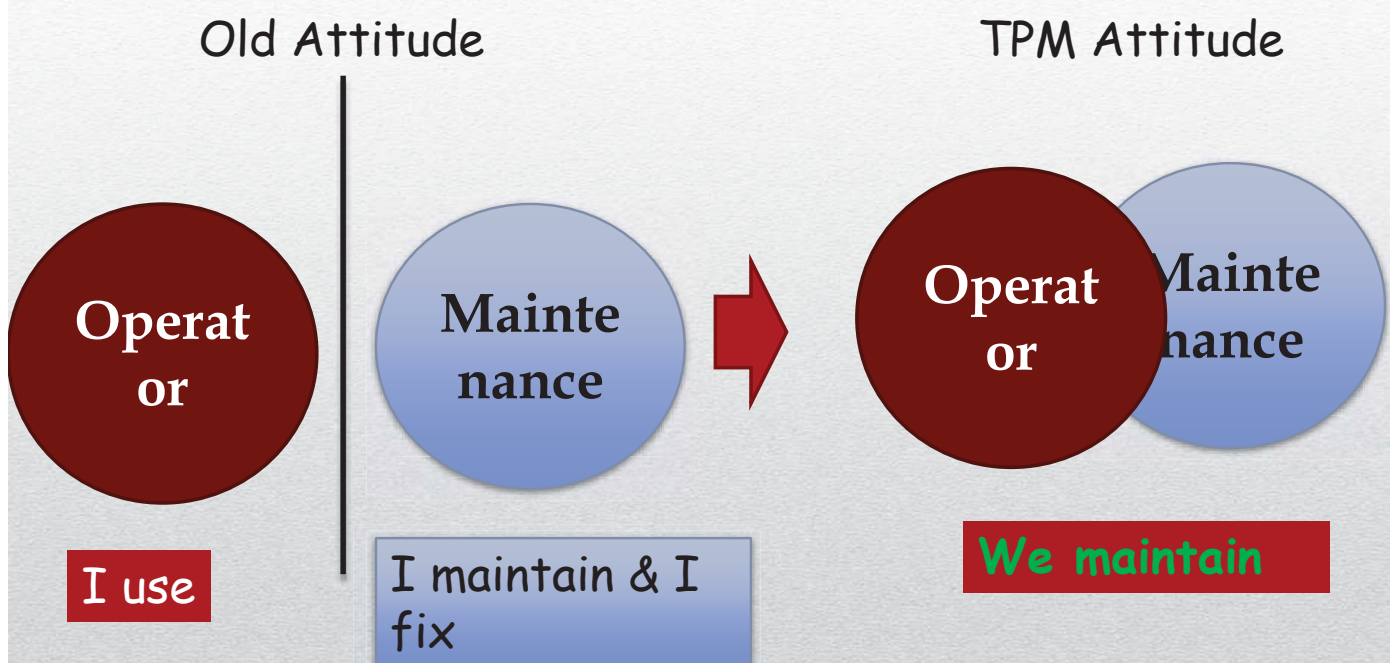 Old Attitude
TPM Attitude
Operat
or
Mainte
nance
Operat
or
Mainte
nance
I use
I maintain & I
fix
We maintain